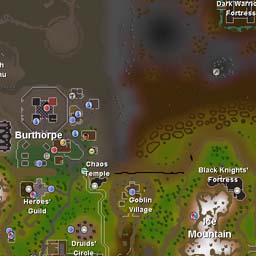 Dark Warriors'
Fortress
Burthorpe
Chaos
Temple
Black Knights'
Fortress
Heroes'
Guild
Goblin
Village
Ice
Mountain
Druids'
Circle